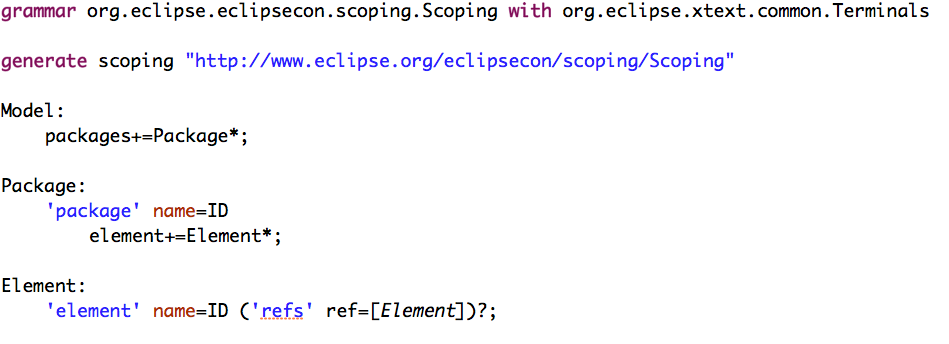 grammar org.eclipse.eclipsecon.scoping.Scoping with org.eclipse.xtext.common.Terminals
generate scoping "http://www.eclipse.org/eclipsecon/scoping/Scoping"
Model:
packages+=Package*;
Package:
'package' name=ID
element+=Element*;
Element:
'element' name=ID ('refs' ref=[Element])?;